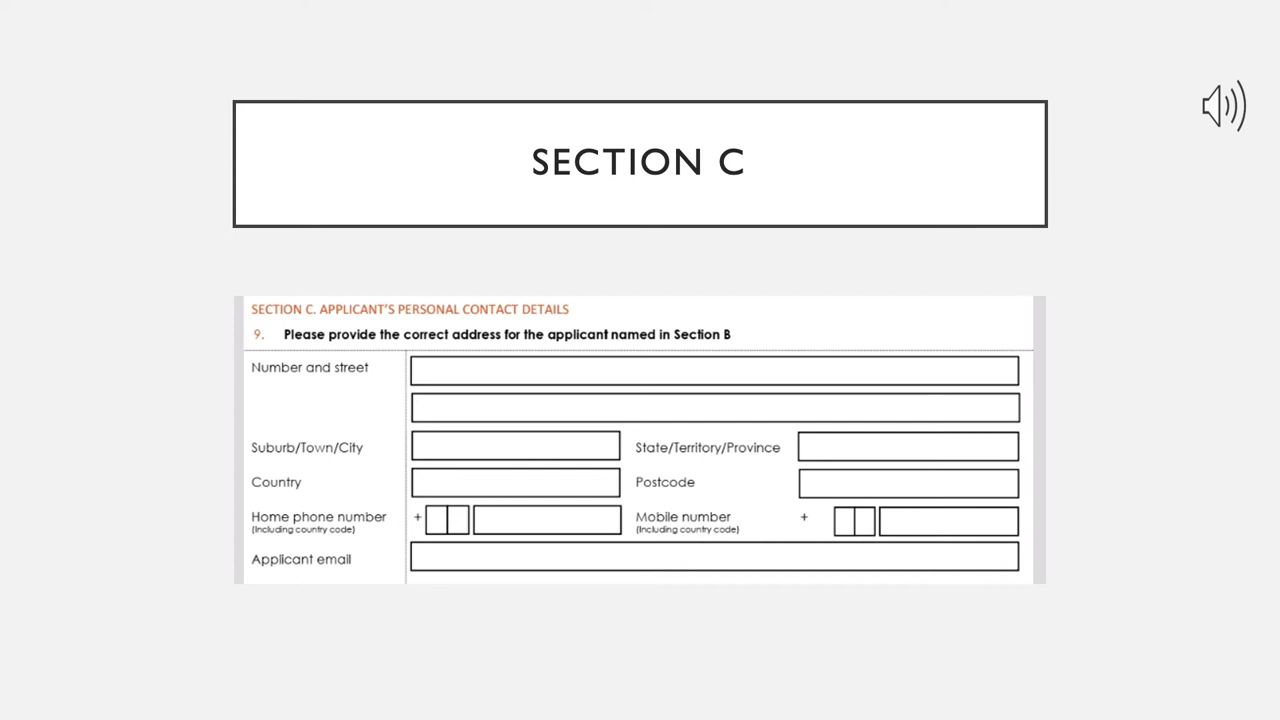 SECTION C
SECTION C. APPLICANT'S PERSONAL CONTACT DETAILS
9. Please provide the correct address for the applicant named in Section B
Number and street
Suburb/Town/City State/Territory/Province
Country Postcode
Home phone number + Mobile number +
(Including country code) (Including country code)
Applicant email